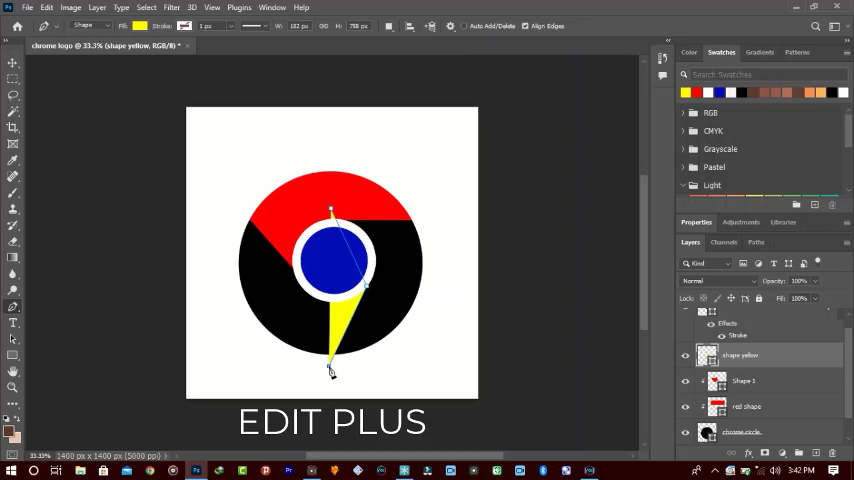 File Edit Image Layer Type Select Filter 3D View Plugins Window Help
Shape Fill: Stroke: 1 px W: 182 px H: 758 px Auto Add/Delete Align Edges
chrome logo @ 33.3% (shape yellow, RGB/8) * ×
Color Swatches Gradients Patterns
Search Swatches
RGB
CMYK
Grayscale
Pastel
Light
Properties Adjustments Libraries
Layers Channels Paths
Kind
Normal Opacity: 100%
Lock: Fill: 100%
Effects
Stroke
shape yellow
Shape 1
red shape
chrome circle
EDIT PLUS
33.33% 1400 px x 1400 px (5000 ppi)
3:42 PM